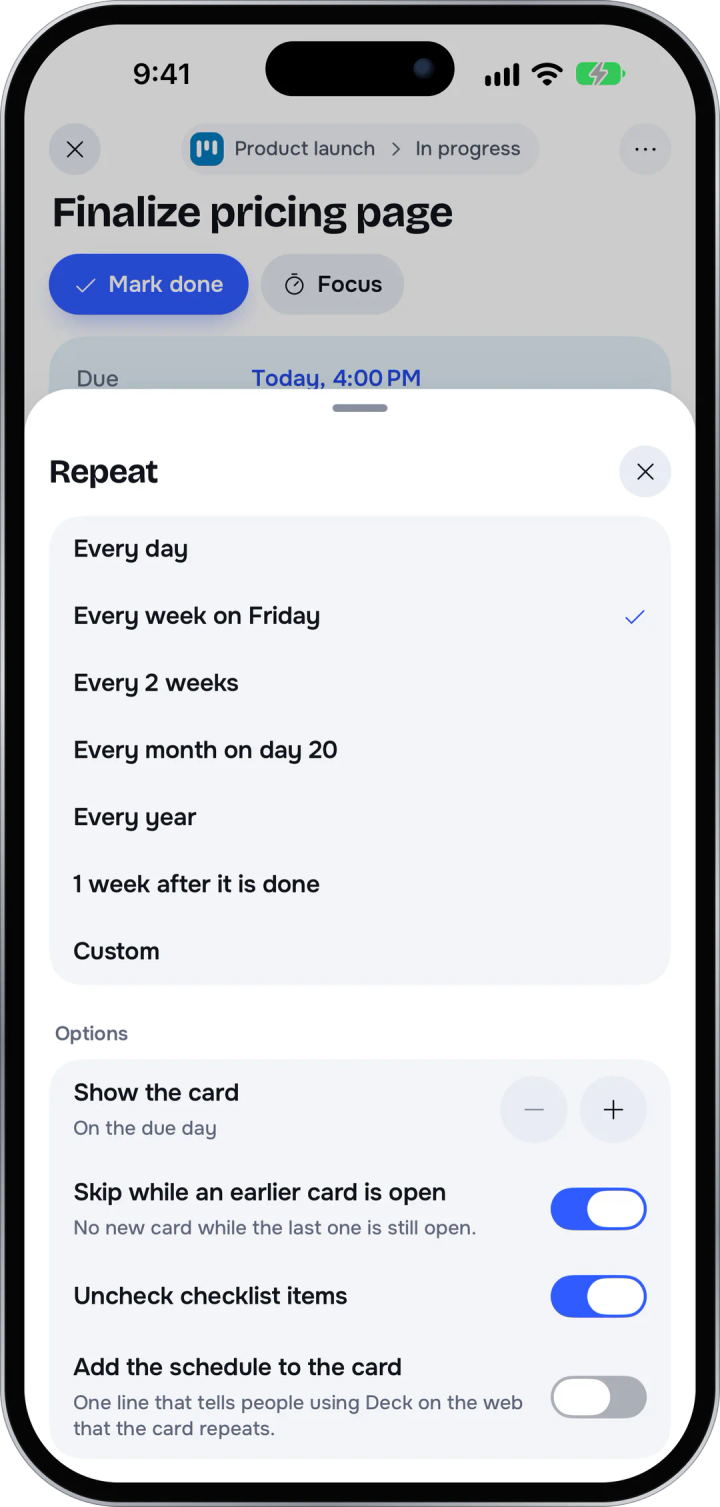 9:41
Product launch > In progress
Finalize pricing page
Mark done
Focus
Due
Today, 4:00 PM
Repeat
Every day
Every week on Friday
Every 2 weeks
Every month on day 20
Every year
1 week after it is done
Custom
Options
Show the card
On the due day
Skip while an earlier card is open
No new card while the last one is still open.
Uncheck checklist items
Add the schedule to the card
One line that tells people using Deck on the web
that the card repeats.